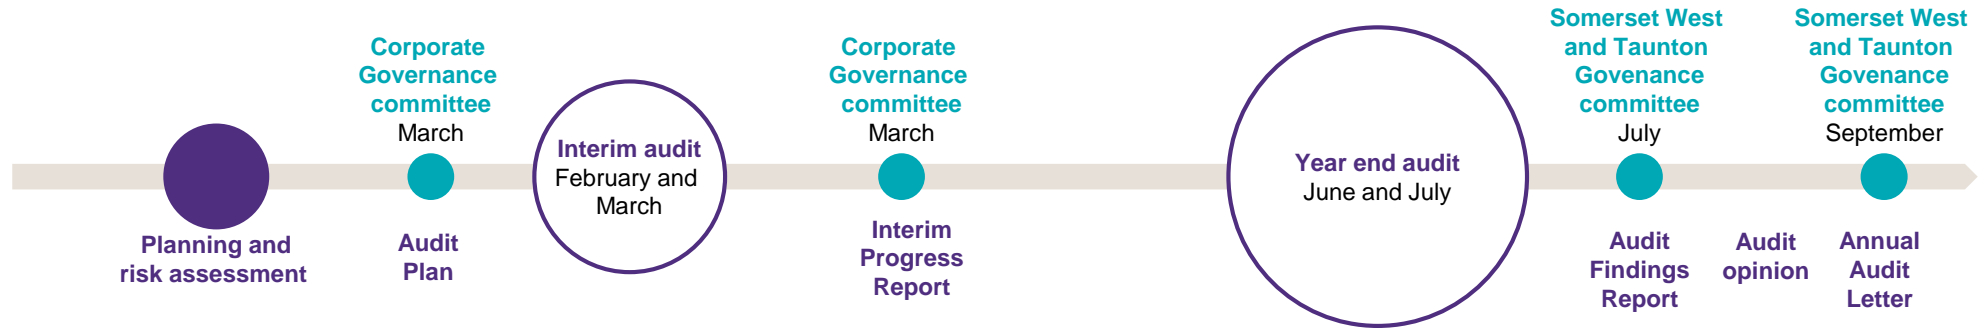 Planning and
risk assessment
Corporate
Governance
committee
March
Audit
Plan
Interim audit
February and
March
Corporate
Governance
committee
March
Interim
Progress
Report
Year end audit
June and July
Somerset West
and Taunton
Govenance
committee
July
Audit
Findings
Report
Audit
opinion
Somerset West
and Taunton
Govenance
committee
September
Annual
Audit
Letter